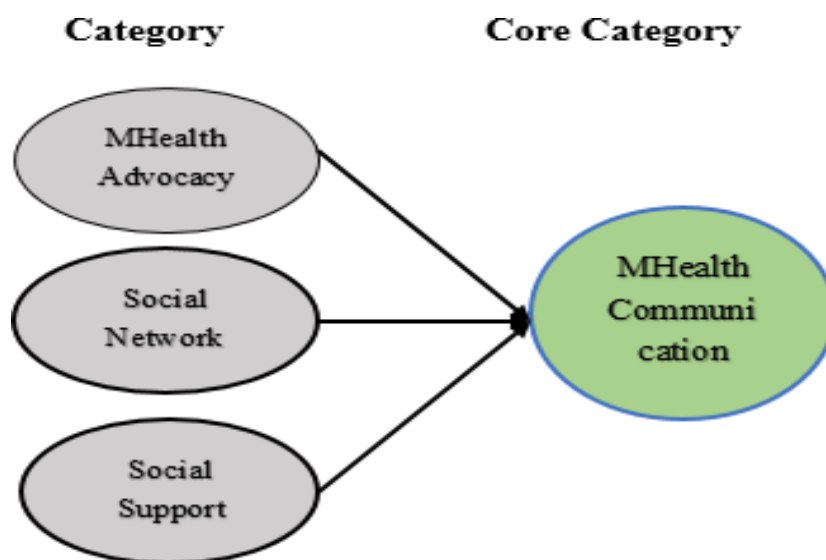 Category
Core Category
MHealth
Advocacy
Social
Network
Social
Support
MHealth
Communi
cation